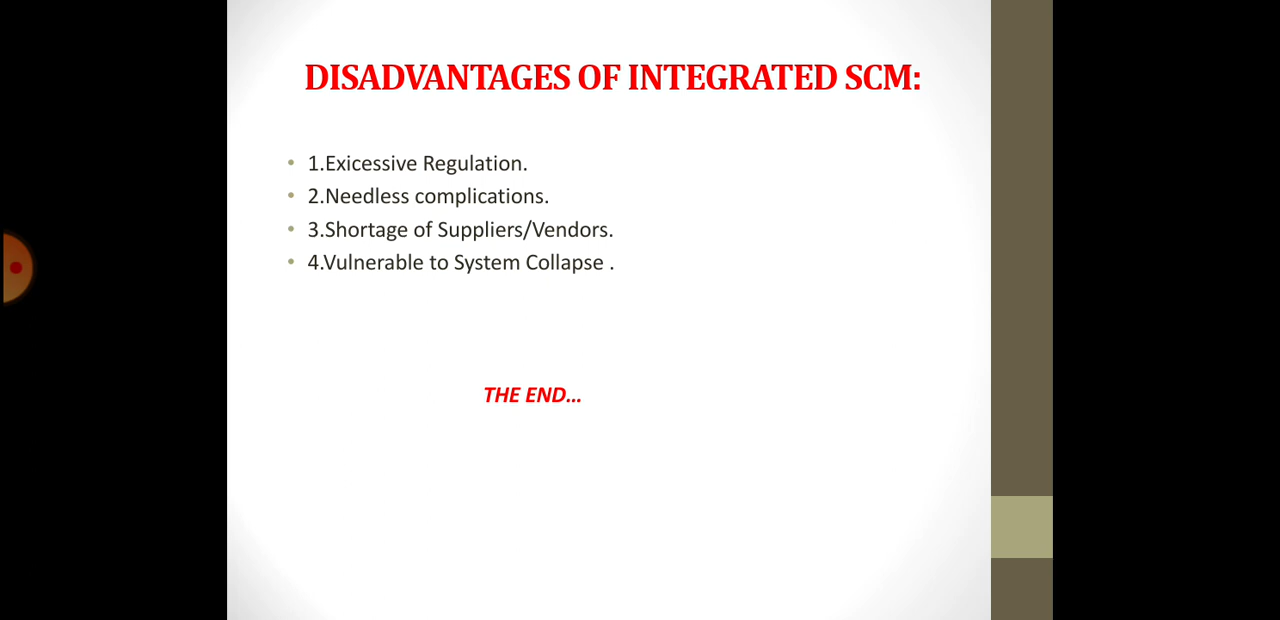 DISADVANTAGES OF INTEGRATED SCM:
• 1.Exicessive Regulation.
• 2.Needless complications.
• 3.Shortage of Suppliers/Vendors.
• 4.Vulnerable to System Collapse .
THE END...